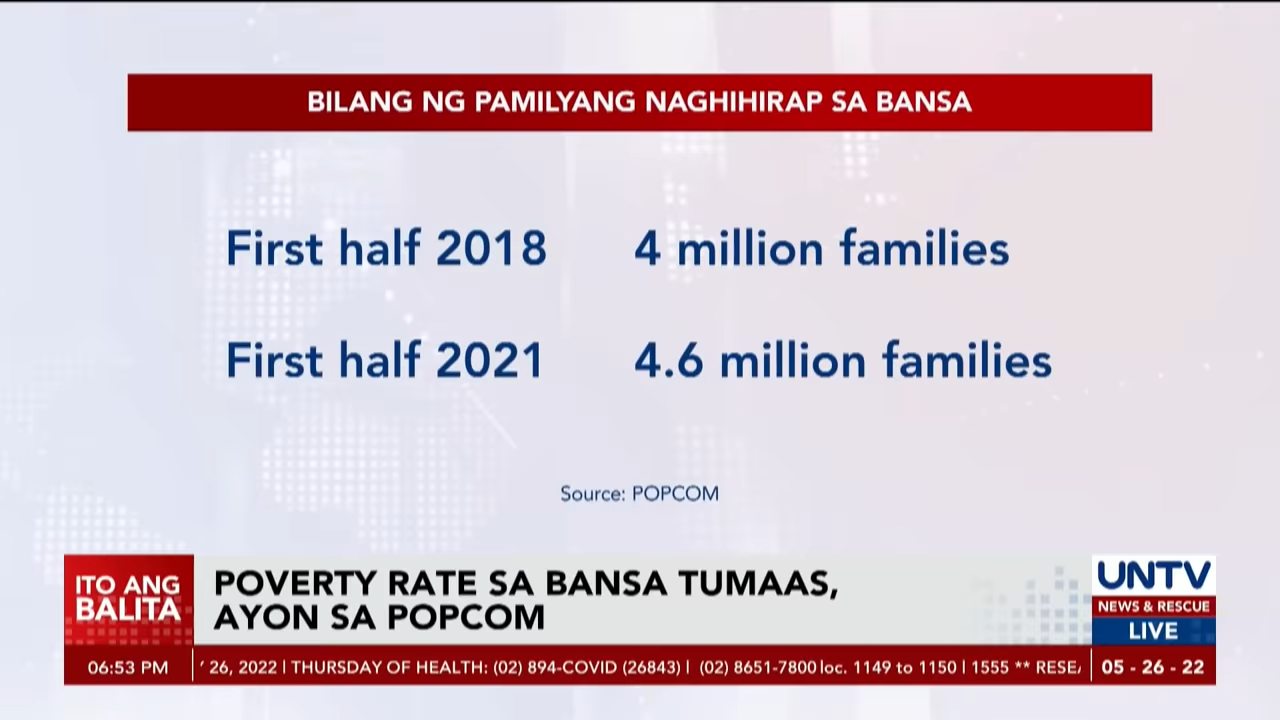 BILANG NG PAMILYANG NAGHIHIRAP SA BANSA
First half 2018 4 million families
First half 2021 4.6 million families
Source: POPCOM
ITO ANG
BALITA
POVERTY RATE SA BANSA TUMAAS,
AYON SA POPCOM
UNTV
NEWS & RESCUE
LIVE
06:53 PM
26, 2022 | THURSDAY OF HEALTH: (02) 894-COVID (26843) | (02) 8651-7800 loc. 1149 to 1150 | 1555 **
05 - 26 - 22